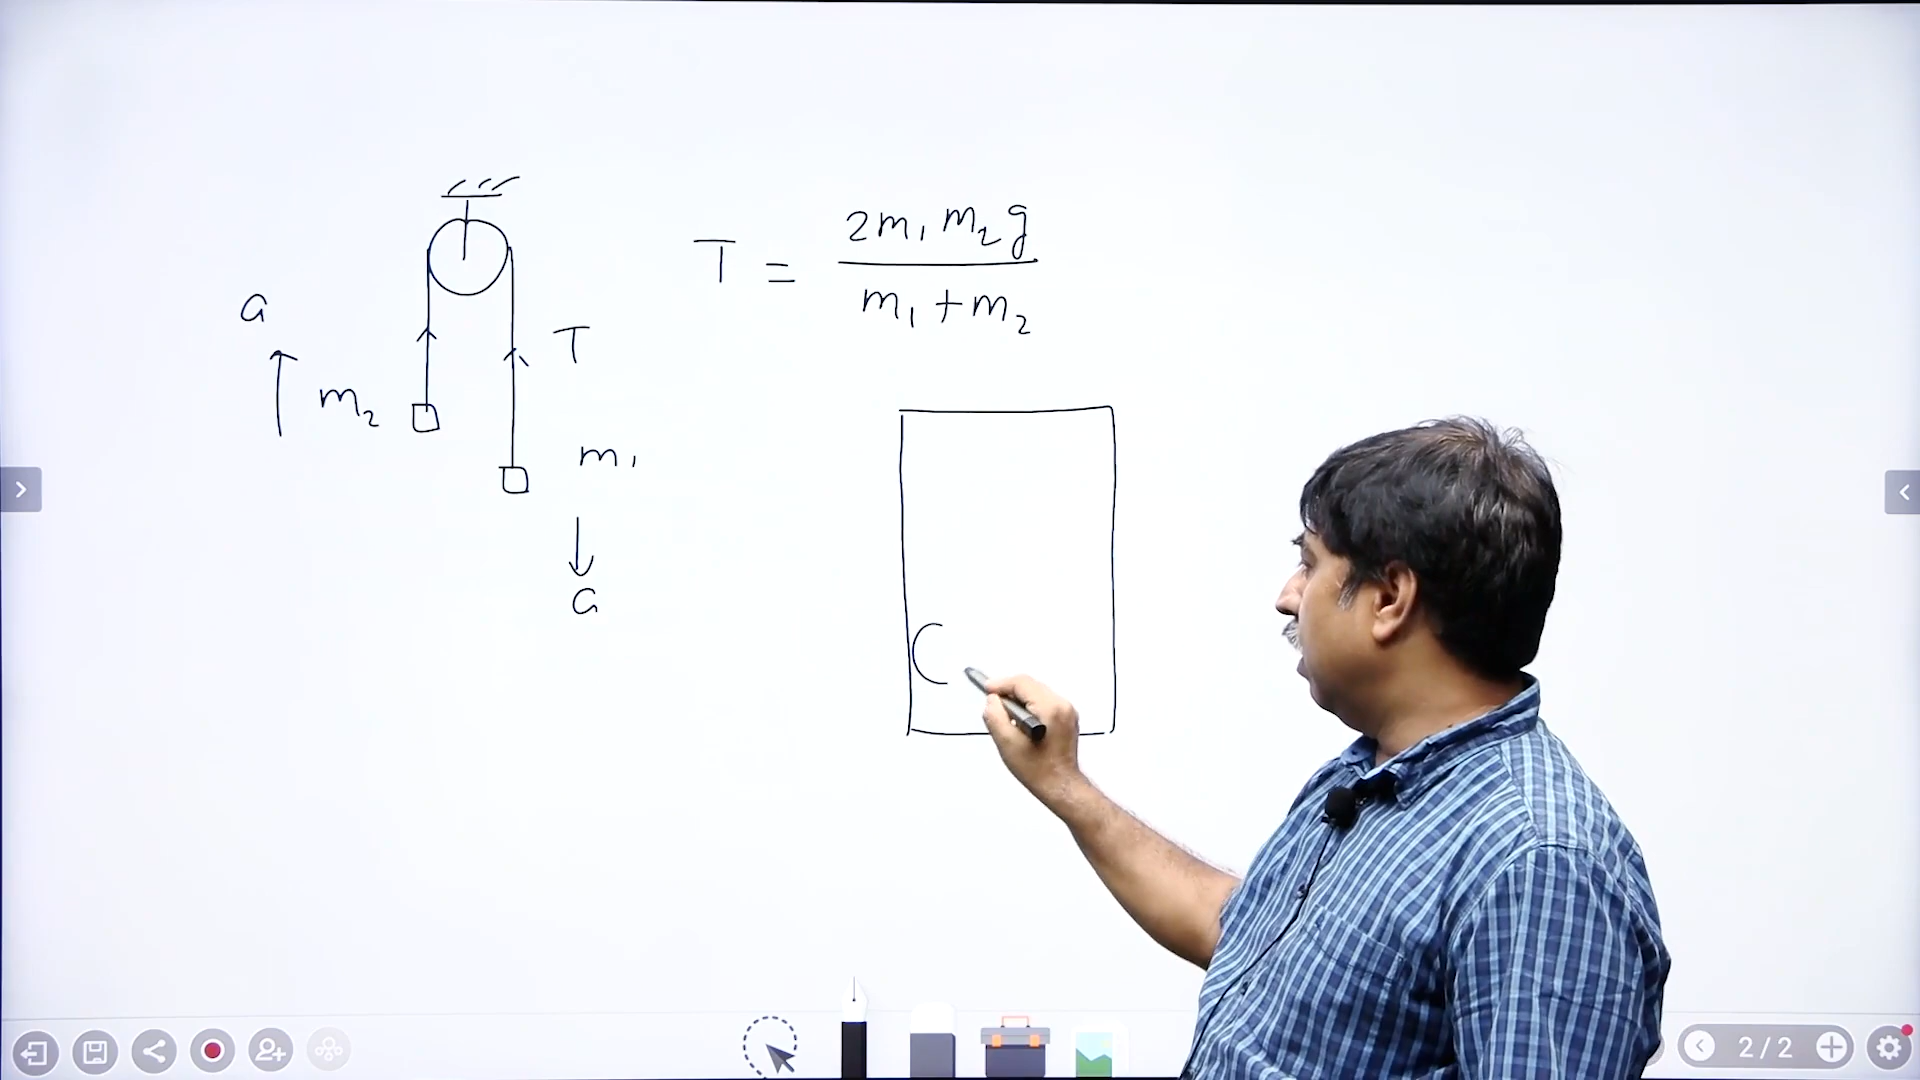 T = 2m₁m₂g / m₁+m₂
a
T
m₂
m₁
a
C
2/2